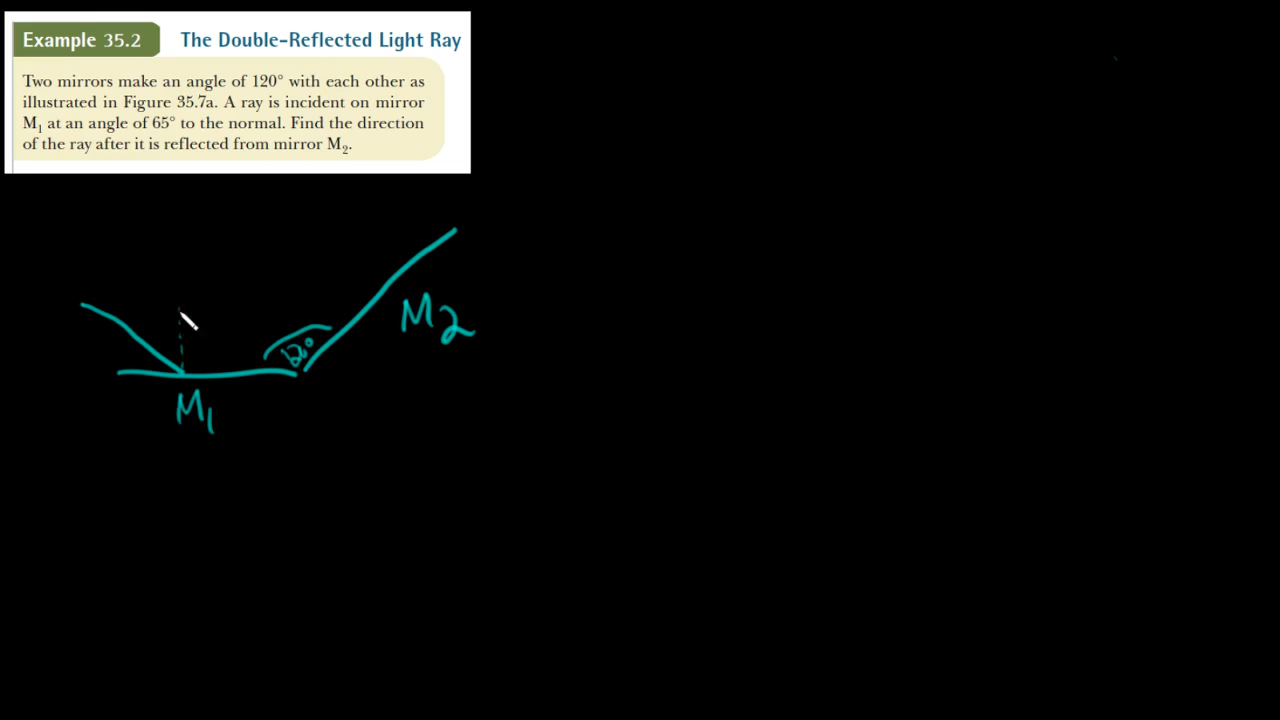 Example 35.2 The Double-Reflected Light Ray
Two mirrors make an angle of 120° with each other as
illustrated in Figure 35.7a. A ray is incident on mirror
M₁ at an angle of 65° to the normal. Find the direction
of the ray after it is reflected from mirror M₂.
M2
120°
M1